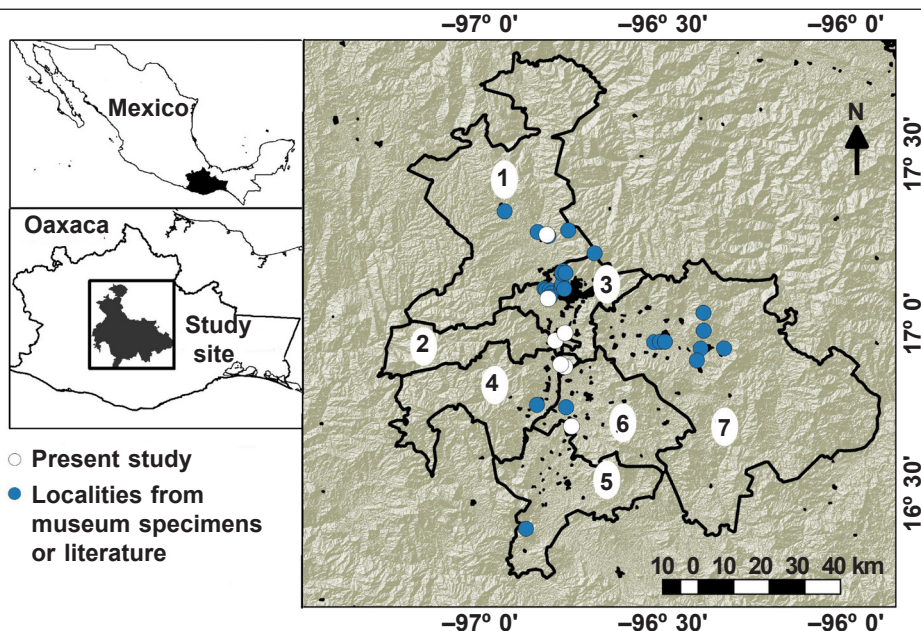 –97º 0' –96º 30' –96º 0'
Mexico
Oaxaca
Study
site
Present study
Localities from
museum specimens
or literature
N
1
2
3
4
5
6
7
17º 30'
17º 0'
16º 30'
10 0 10 20 30 40 km
–97º 0' –96º 30' –96º 0'